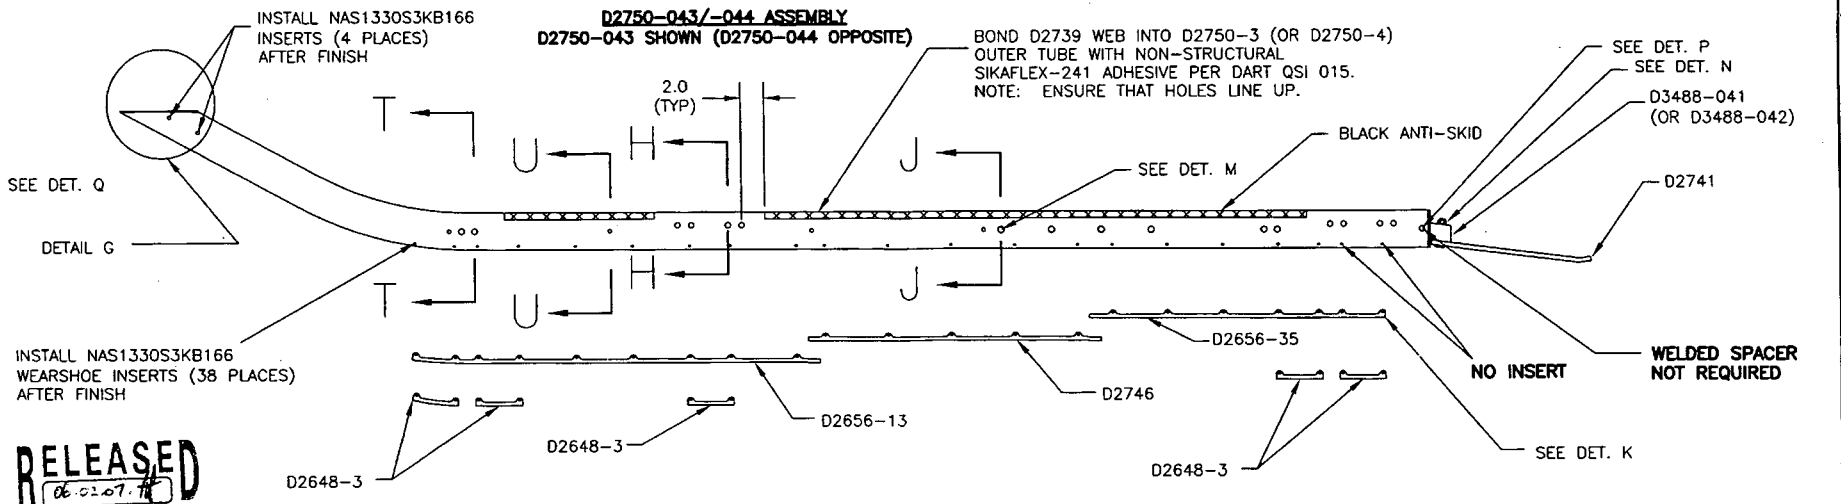 INSTALL NAS1330S3KB166
INSERTS (4 PLACES)
AFTER FINISH
D2750-043/-044 ASSEMBLY
D2750-043 SHOWN (D2750-044 OPPOSITE)
BOND D2739 WEB INTO D2750-3 (OR D2750-4)
OUTER TUBE WITH NON-STRUCTURAL
SIKAFLEX-241 ADHESIVE PER DART QSI 015.
NOTE: ENSURE THAT HOLES LINE UP.
SEE DET. P
SEE DET. N
D3488-041
(OR D3488-042)
2.0
(TYP)
T
U
H
J
BLACK ANTI-SKID
SEE DET. M
D2741
SEE DET. Q
DETAIL G
T
U
H
J
INSTALL NAS1330S3KB166
WEARSHOE INSERTS (38 PLACES)
AFTER FINISH
D2656-35
NO INSERT
WELDED SPACER
NOT REQUIRED
D2746
D2656-13
D2648-3
D2648-3
D2648-3
SEE DET. K
RELEASED
06.02.07.